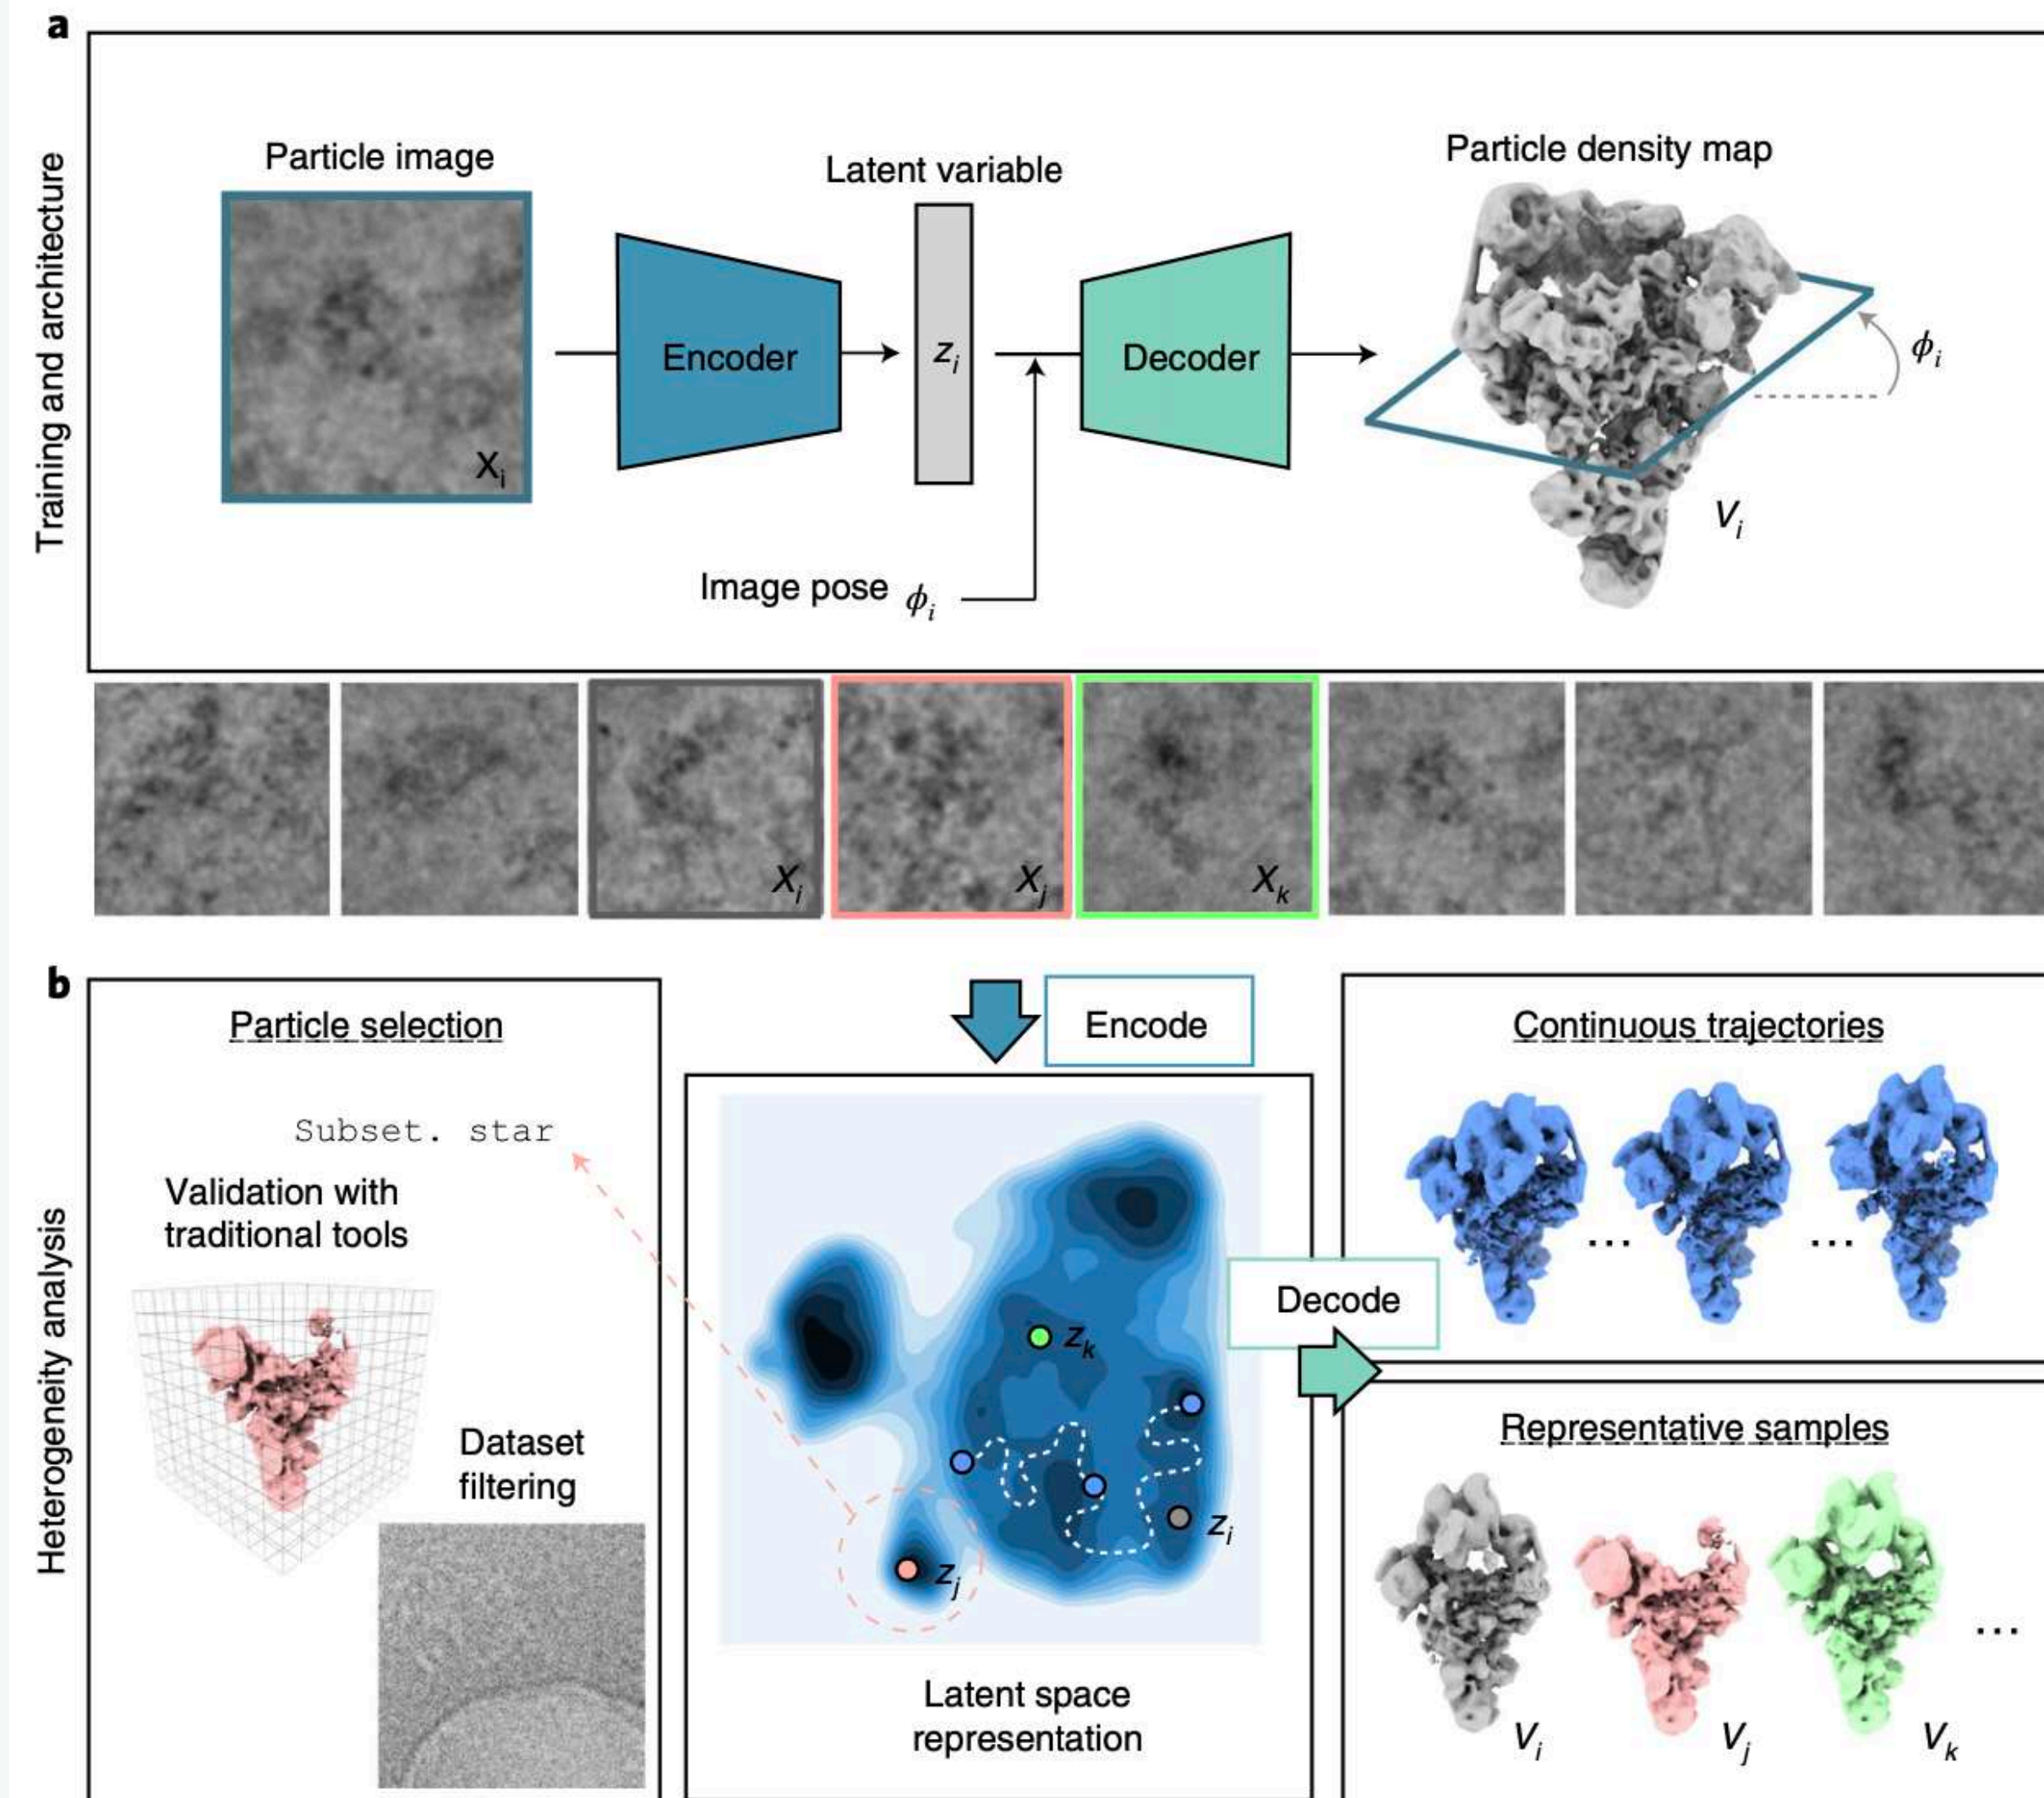 a
Training and architecture
Particle image
X_i
Encoder
Latent variable
z_i
Decoder
Image pose ϕ_i
Particle density map
ϕ_i
V_i
X_i
X_j
X_k
b
Heterogeneity analysis
Particle selection
Subset. star
Validation with
traditional tools
Dataset
filtering
Encode
z_k
z_i
z_j
Latent space
representation
Decode
Continuous trajectories
...
...
Representative samples
...
V_i
V_j
V_k